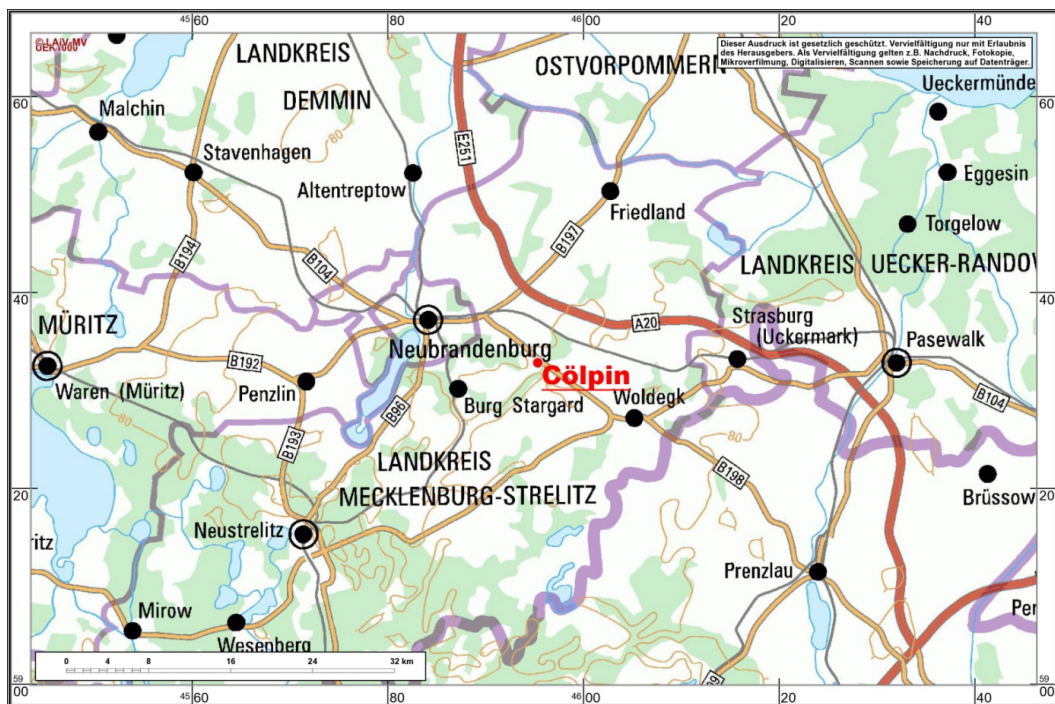 45 60
80
46 00
20
40
© LAiV-MV
ÜEK1000
Dieser Ausdruck ist gesetzlich geschützt. Vervielfältigung nur mit Erlaubnis
des Herausgebers. Als Vervielfältigung gelten z.B. Nachdruck, Fotokopie,
Mikroverfilmung, Digitalisieren, Scannen sowie Speicherung auf Datenträger.
LANDKREIS
DEMMIN
OSTVORPOMMERN
Ueckermünde
60
60
Malchin
E251
Stavenhagen
Altentreptow
Friedland
Eggesin
Torgelow
B194
B104
B197
LANDKREIS UECKER-RANDOW
40
40
MÜRITZ
A20
Strasburg
(Uckermark)
Pasewalk
Neubrandenburg
B192
Waren (Müritz)
Penzlin
Cölpin
Burg Stargard
Woldegk
B104
B96
B193
LANDKREIS
MECKLENBURG-STRELITZ
B198
20
20
Brüssow
Neustrelitz
ritz
Prenzlau
Mirow
Wesenberg
Per
0 4 8 16 24 32 km
59
00
45 60
80
46 00
20
40
59
00